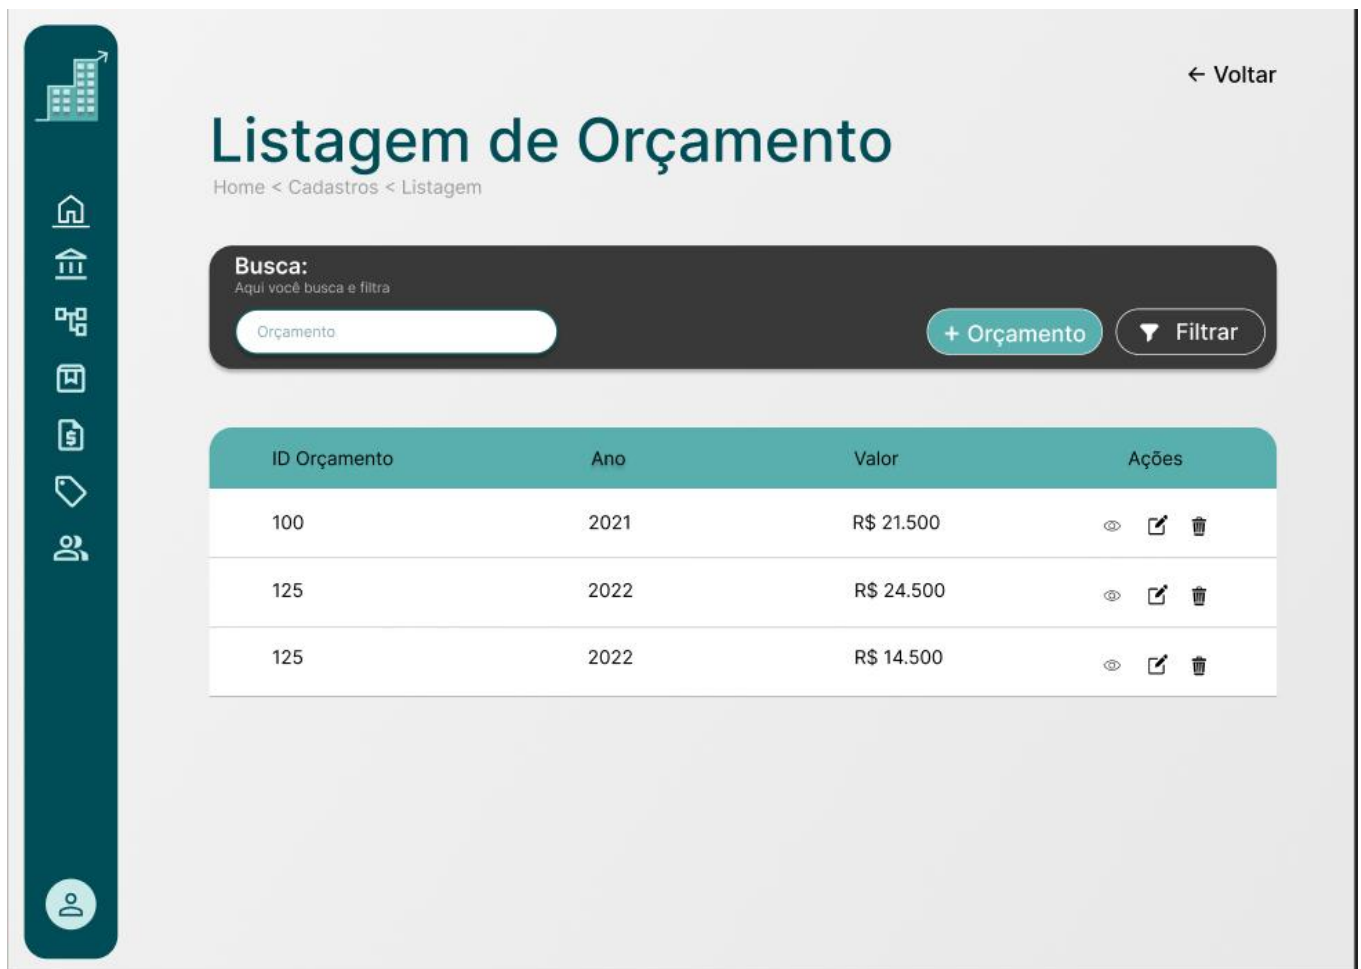 ← Voltar
Listagem de Orçamento
Home < Cadastros < Listagem
Busca:
Aqui você busca e filtra
Orçamento
+ Orçamento
Filtrar
ID Orçamento Ano Valor Ações
100 2021 R$ 21.500
125 2022 R$ 24.500
125 2022 R$ 14.500